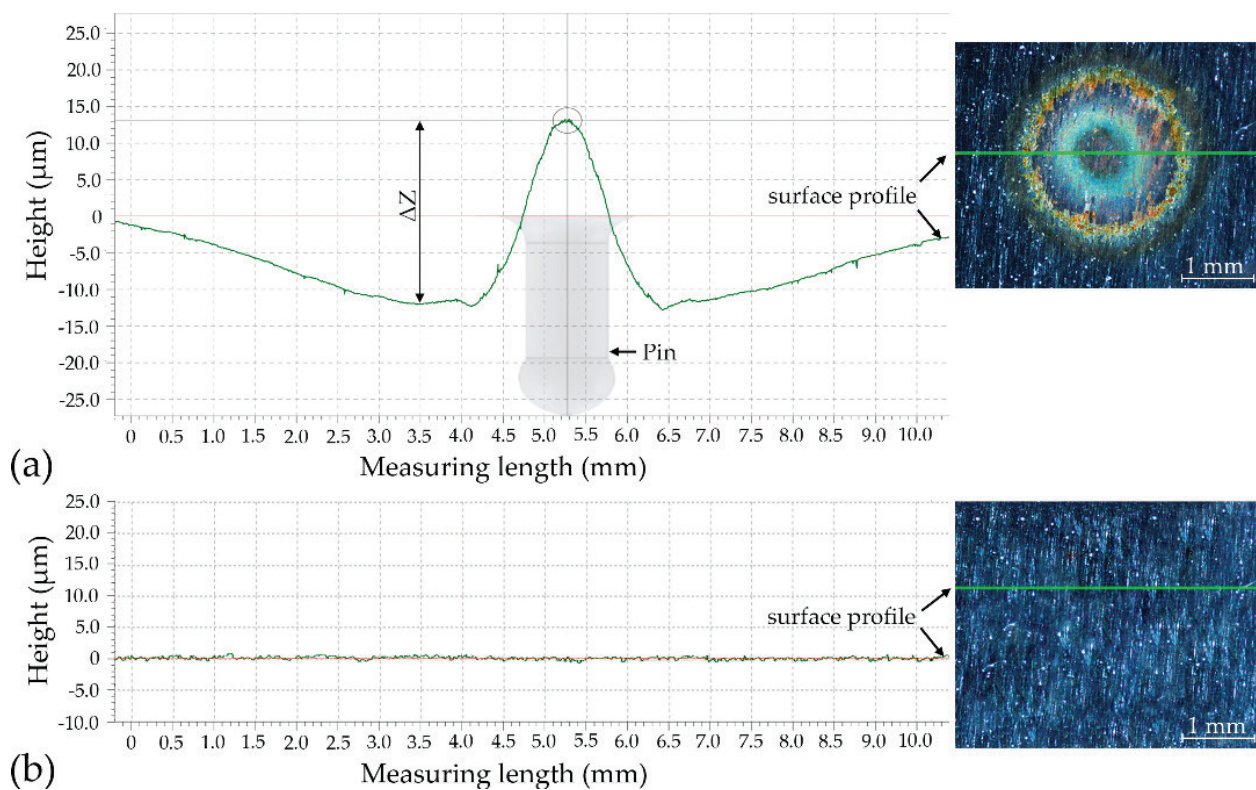 25.0
20.0
15.0
10.0
5.0
0
-5.0
-10.0
-15.0
-20.0
-25.0
Height (µm)
ΔZ
Pin
surface profile
1 mm
0 0.5 1.0 1.5 2.0 2.5 3.0 3.5 4.0 4.5 5.0 5.5 6.0 6.5 7.0 7.5 8.0 8.5 9.0 9.5 10.0
Measuring length (mm)
(a)
25.0
20.0
15.0
10.0
5.0
0
-5.0
-10.0
Height (µm)
surface profile
1 mm
0 0.5 1.0 1.5 2.0 2.5 3.0 3.5 4.0 4.5 5.0 5.5 6.0 6.5 7.0 7.5 8.0 8.5 9.0 9.5 10.0
Measuring length (mm)
(b)